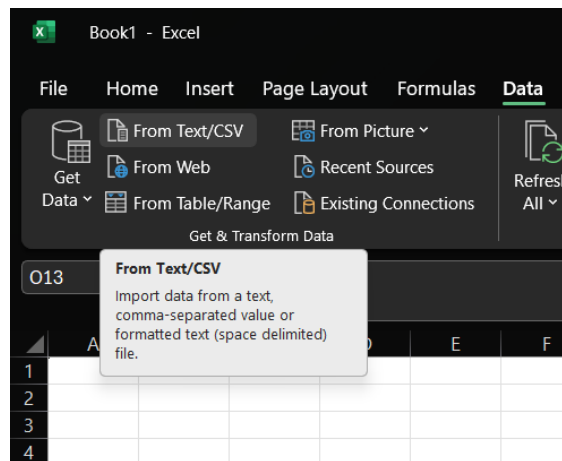 Book1 - Excel
File Home Insert Page Layout Formulas Data
From Text/CSV
From Picture
Get Data
From Web
Recent Sources
Refresh All
From Table/Range
Existing Connections
Get & Transform Data
O13
From Text/CSV
Import data from a text,
comma-separated value or
formatted text (space delimited)
file.
A E F
1
2
3
4